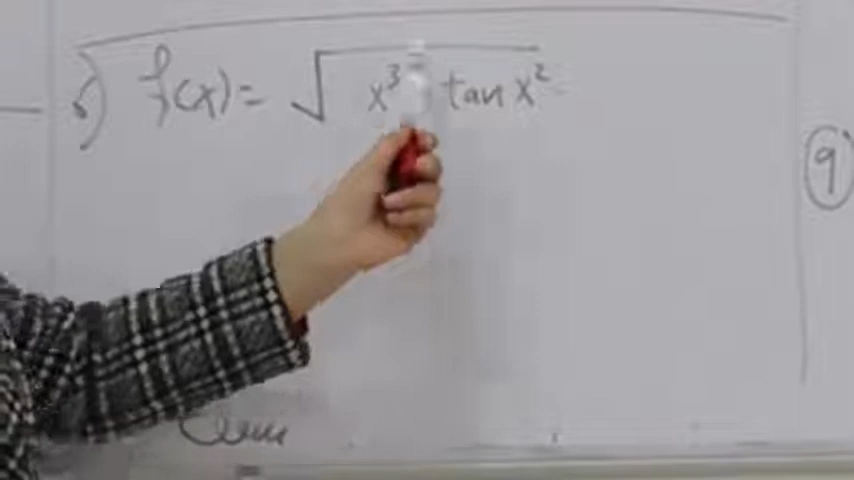 f(x) = √x³ tan x²
9